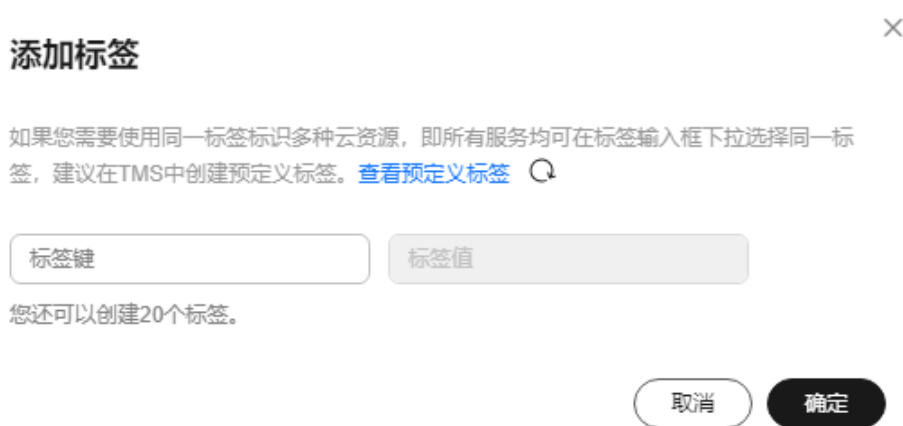 添加标签
如果您需要使用同一标签标识多种云资源，即所有服务均可在标签输入框下拉选择同一标
签，建议在TMS中创建预定义标签。查看预定义标签
标签键 标签值
您还可以创建20个标签。
取消 确定